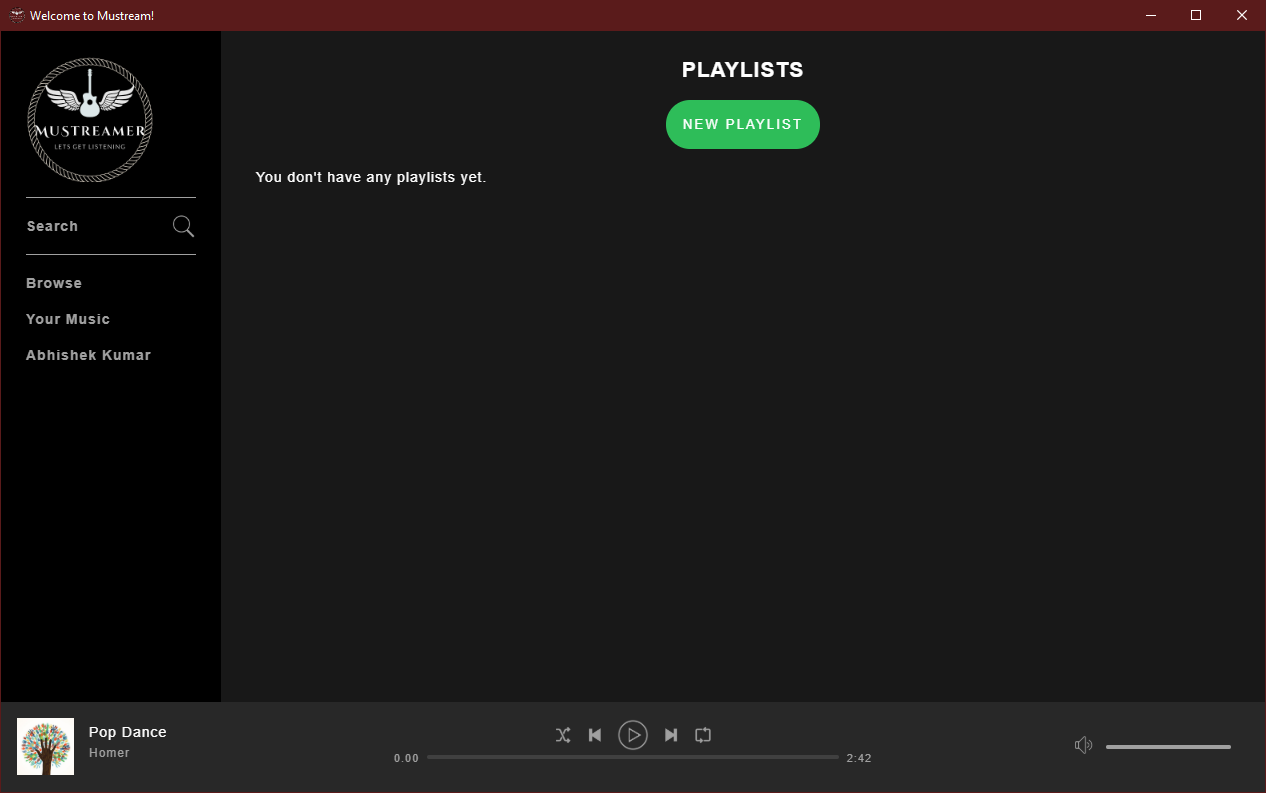 Welcome to Mustream!
MUSTREAMER
LETS GET LISTENING
Search
Browse
Your Music
Abhishek Kumar
PLAYLISTS
NEW PLAYLIST
You don't have any playlists yet.
Pop Dance
Homer
0.00
2:42